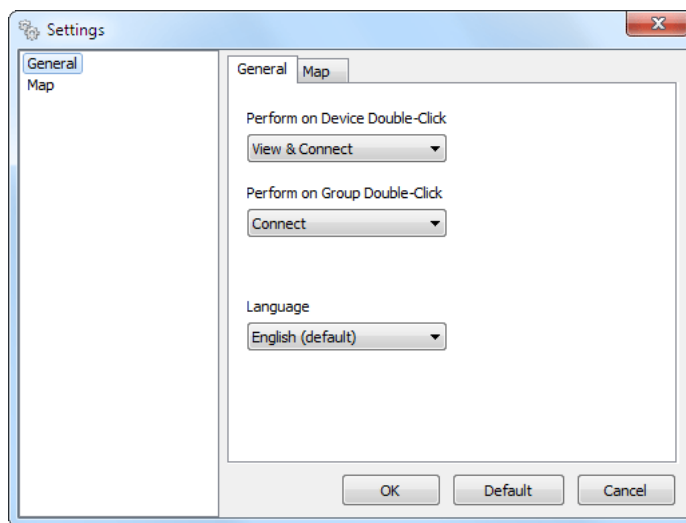 Settings
General
Map
General Map
Perform on Device Double-Click
View & Connect
Perform on Group Double-Click
Connect
Language
English (default)
OK Default Cancel